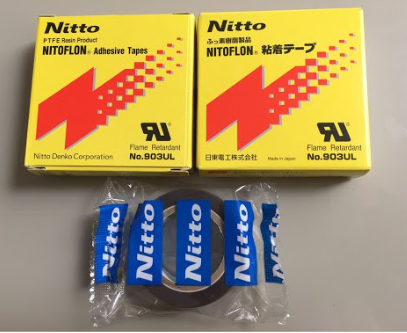 Nitto
PTFE Resin Product
NITOFLON® Adhesive Tapes
Flame Retardant
Nitto Denko Corporation
No.903UL
Nitto
ふっ素樹脂製品
NITOFLON® 粘着テープ
Flame Retardant
日東電工株式会社
Made in Japan
No.903UL
Nitto
Nitto
Nitto
Nitto
Nitto